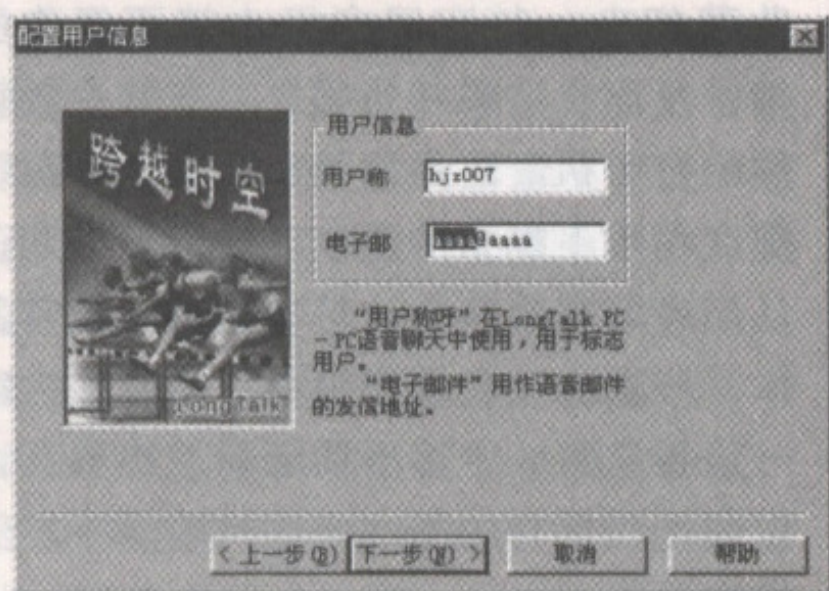 配置用户信息
跨越时空
LongTalk
用户信息
用户称
hjz007
电子邮
@aaaa
“用户称呼”在LongTalk PC
-PC语音聊天中使用,用于标态
用户。
“电子邮件”用作语音邮件
的发信地址。
<上一步(B)
下一步(N)>
取消
帮助